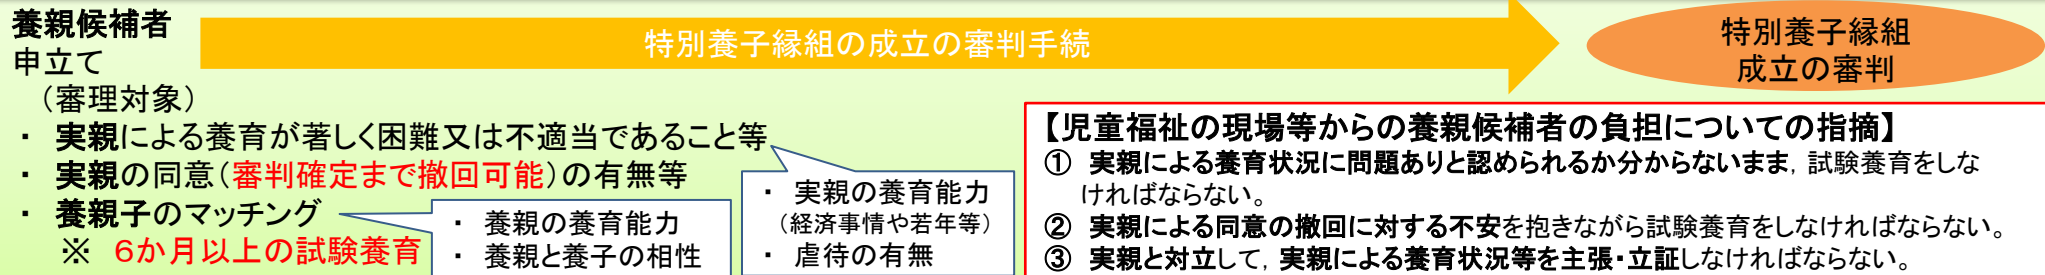 養親候補者
申立て
（審理対象）
特別養子縁組の成立の審判手続
特別養子縁組
成立の審判
・ 実親による養育が著しく困難又は不適当であること等
・ 実親の同意（審判確定まで撤回可能）の有無等
・ 養親子のマッチング
※ ６か月以上の試験養育
・ 養親の養育能力
・ 養親と養子の相性
・ 実親の養育能力
（経済事情や若年等）
・ 虐待の有無
【児童福祉の現場等からの養親候補者の負担についての指摘】
① 実親による養育状況に問題ありと認められるか分からないまま，試験養育をしな
ければならない。
② 実親による同意の撤回に対する不安を抱きながら試験養育をしなければならない。
③ 実親と対立して，実親による養育状況等を主張・立証しなければならない。